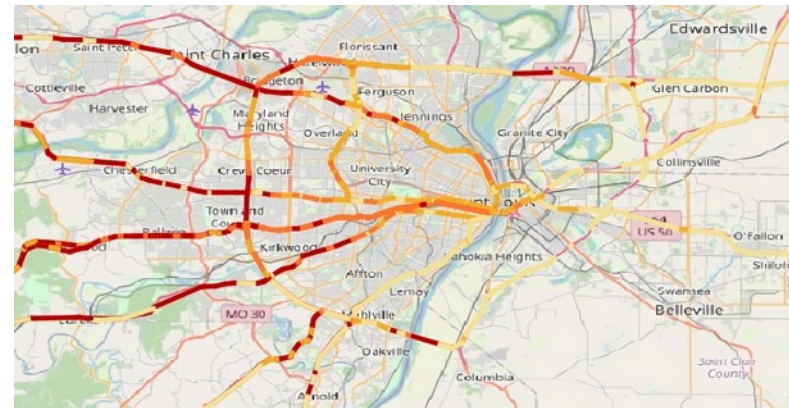 Edwardsville
Florissant
Saint Charles
Bridgeton
Cottleville
Ferguson
Glen Carbon
Harvester
Maryland
Heights
Jennings
Overland
Granite City
Collinsville
Chesterfield
Creve Coeur
University
City
Town and
US 50
O'Fallon
Kirkwood
Cahokia Heights
Affton
Swansea
Lemay
Belleville
MO 30
Mehlville
Oakville
Saint Clair
County
Columbia
Arnold